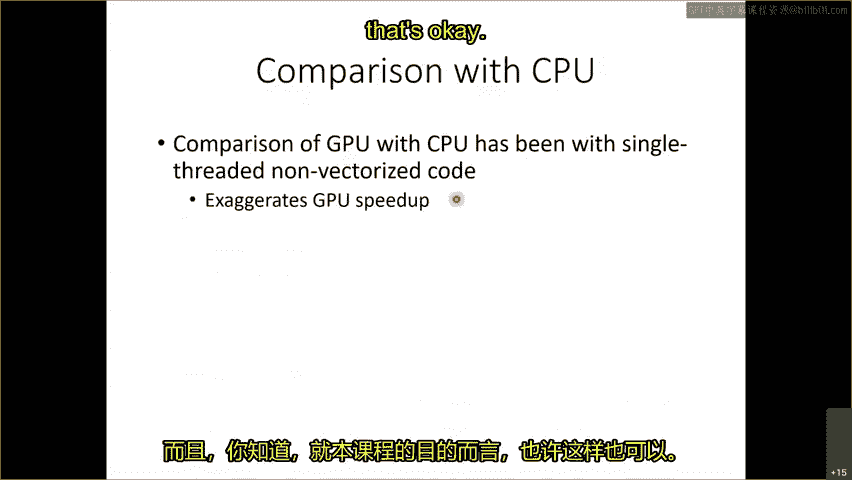 that's okay.
Comparison with CPU
• Comparison of GPU with CPU has been with single-
threaded non-vectorized code
• Exaggerates GPU speedup
而且，你知道，就本课程的目的而言，也许这样也可以。
+15